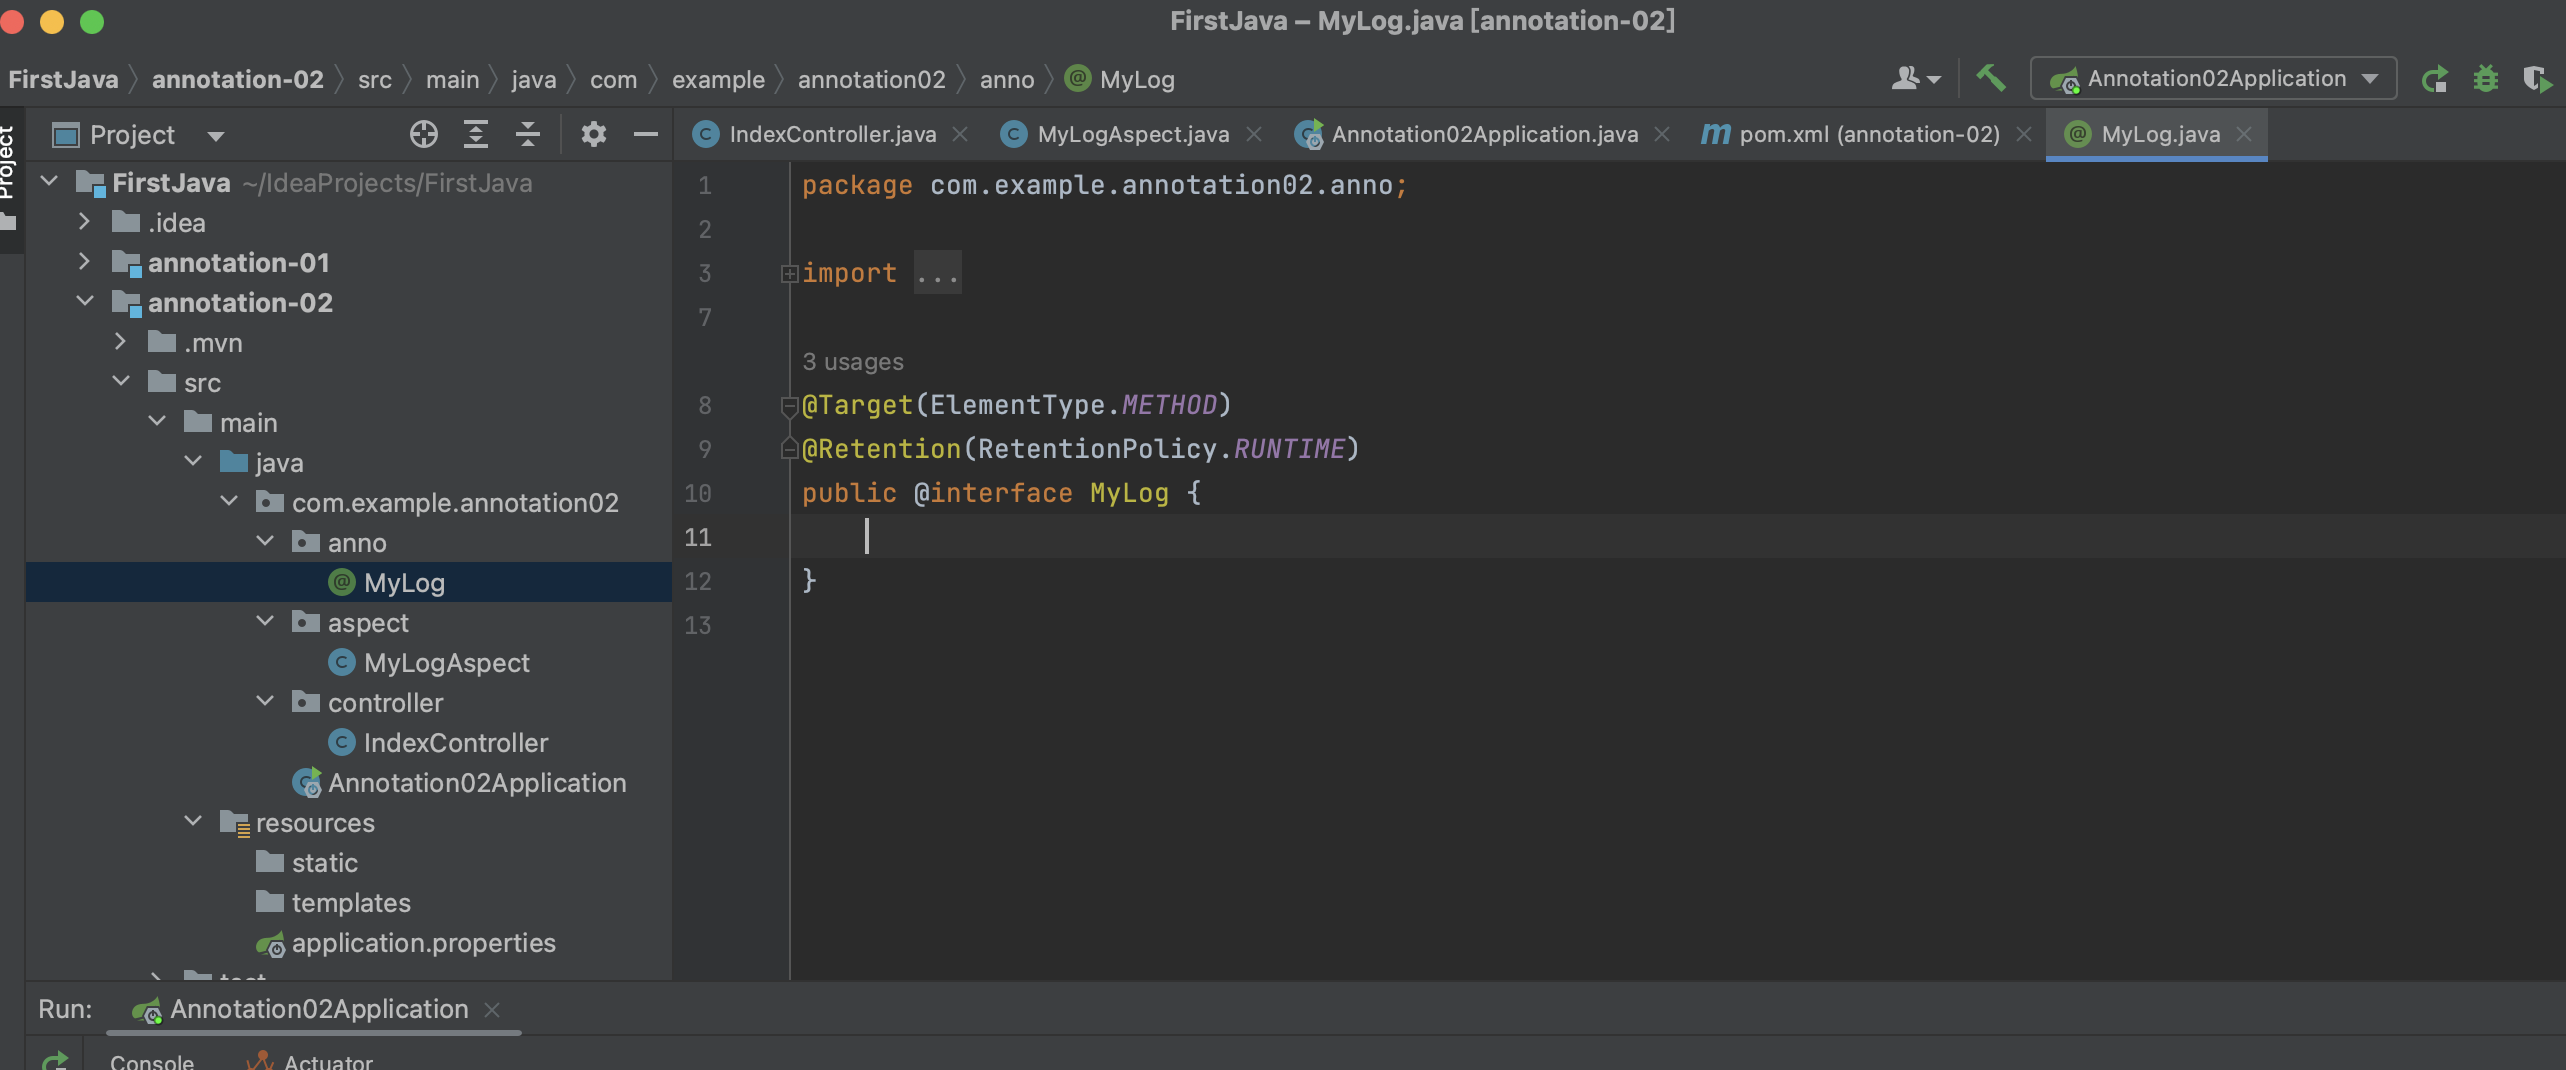 FirstJava – MyLog.java [annotation-02]
FirstJava annotation-02 src main java com example annotation02 anno MyLog
Annotation02Application
Project
Project
IndexController.java
MyLogAspect.java
Annotation02Application.java
pom.xml (annotation-02)
MyLog.java
FirstJava ~/IdeaProjects/FirstJava
.idea
annotation-01
annotation-02
.mvn
src
main
java
com.example.annotation02
anno
MyLog
aspect
MyLogAspect
controller
IndexController
Annotation02Application
resources
static
templates
application.properties
test
1 package com.example.annotation02.anno;
2
3 import ...
7
3 usages
8 @Target(ElementType.METHOD)
9 @Retention(RetentionPolicy.RUNTIME)
10 public @interface MyLog {
11
12 }
13
Run: Annotation02Application
Console Actuator